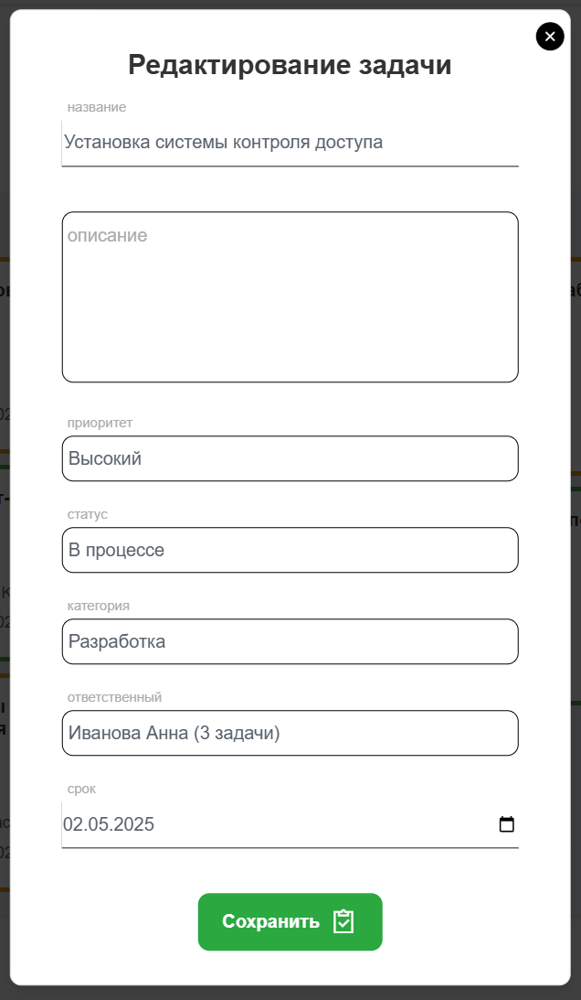 Редактирование задачи
название
Установка системы контроля доступа
описание
приоритет
Высокий
статус
В процессе
категория
Разработка
ответственный
Иванова Анна (3 задачи)
срок
02.05.2025
Сохранить